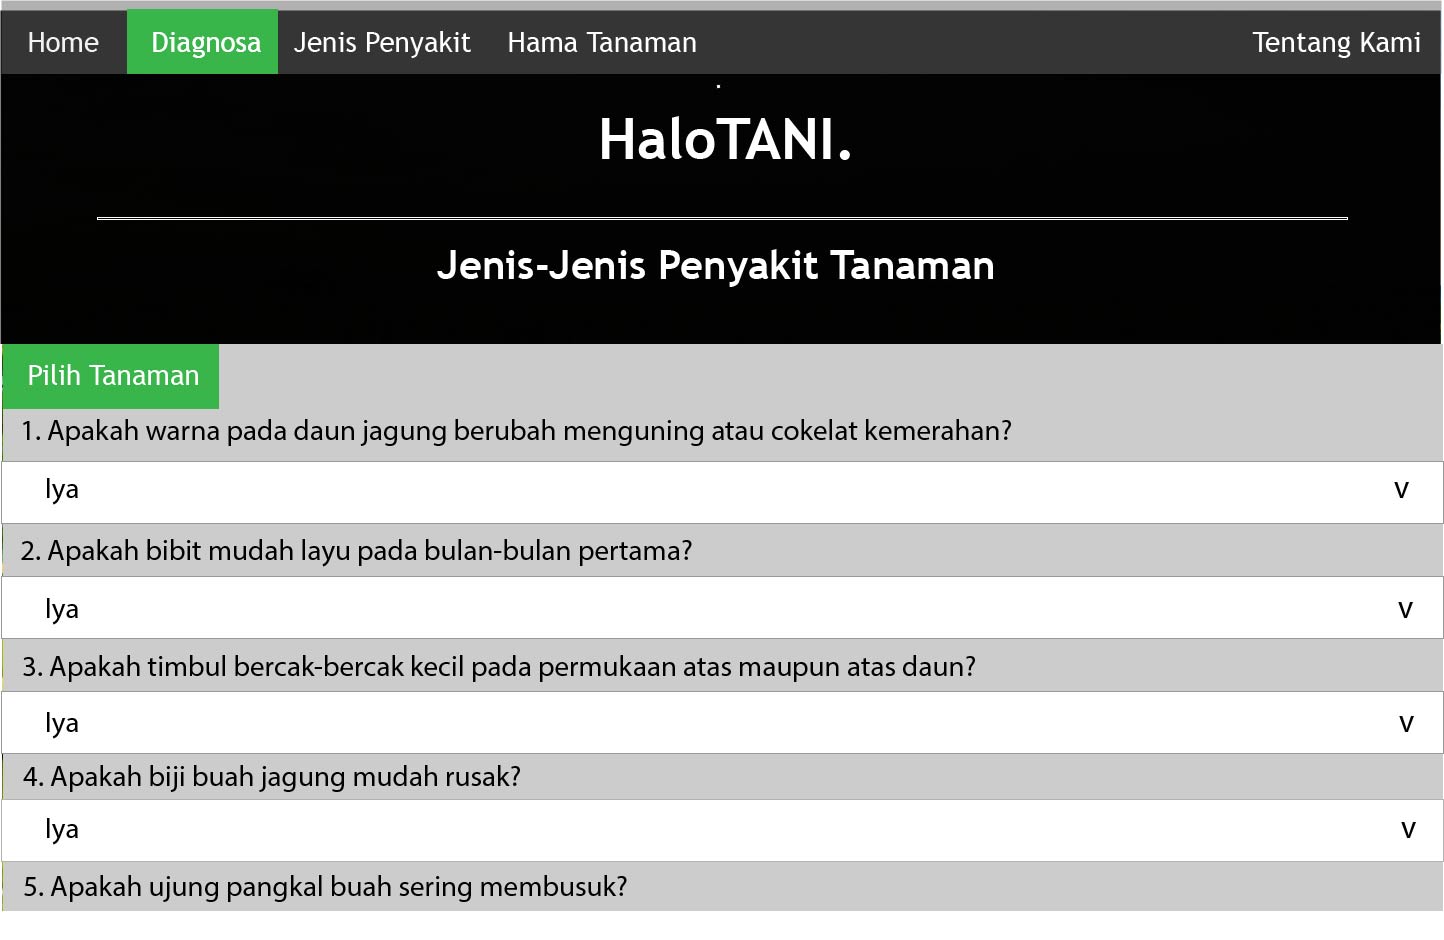 Home Diagnosa Jenis Penyakit Hama Tanaman Tentang Kami
.
HaloTANI.
Jenis-Jenis Penyakit Tanaman
Pilih Tanaman
1. Apakah warna pada daun jagung berubah menguning atau cokelat kemerahan?
Iya v
2. Apakah bibit mudah layu pada bulan-bulan pertama?
Iya v
3. Apakah timbul bercak-bercak kecil pada permukaan atas maupun atas daun?
Iya v
4. Apakah biji buah jagung mudah rusak?
Iya v
5. Apakah ujung pangkal buah sering membusuk?